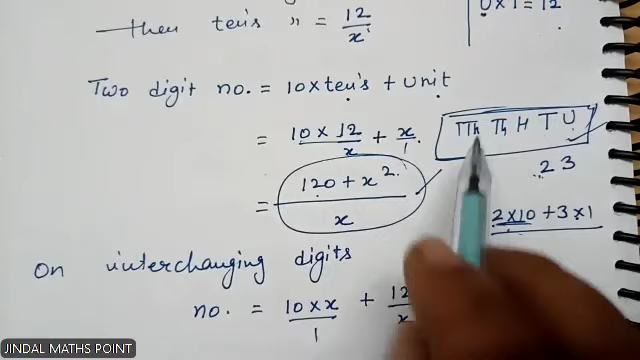 then ten's " = 12/x
U × 1 = 12
Two digit no. = 10 × ten's + Unit
= 10 × 12/x + x/1
TTh Th H T U
23
= 120 + x²/x
2×10 + 3×1
On interchanging digits
no. = 10 × x/1 + 12/x
JINDAL MATHS POINT